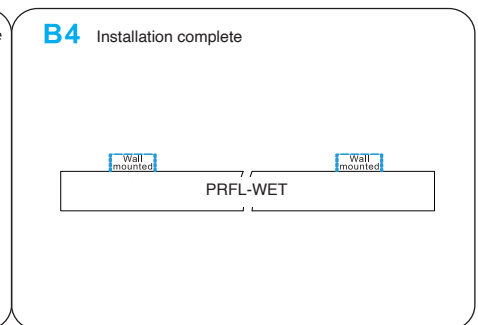 e
B4 Installation complete
Wall
mounted
Wall
mounted
PRFL-WET